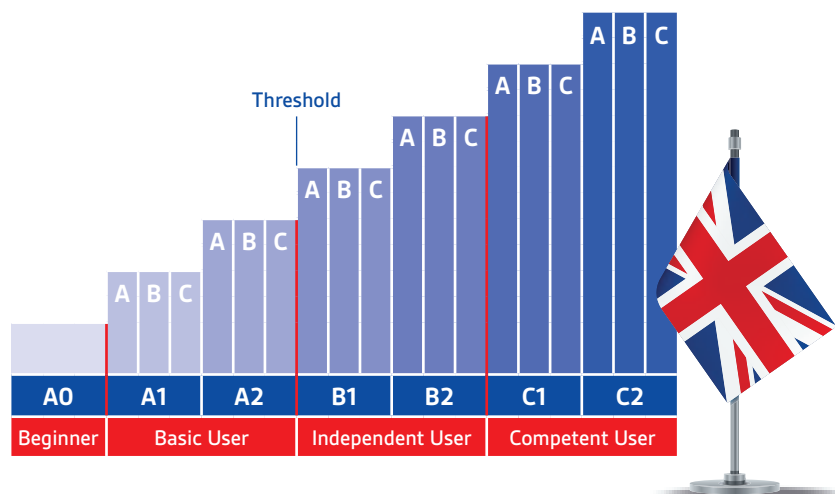 A B C
A B C
Threshold
A B C
A B C
A B C
A B C
A0 A1 A2 B1 B2 C1 C2
Beginner Basic User Independent User Competent User